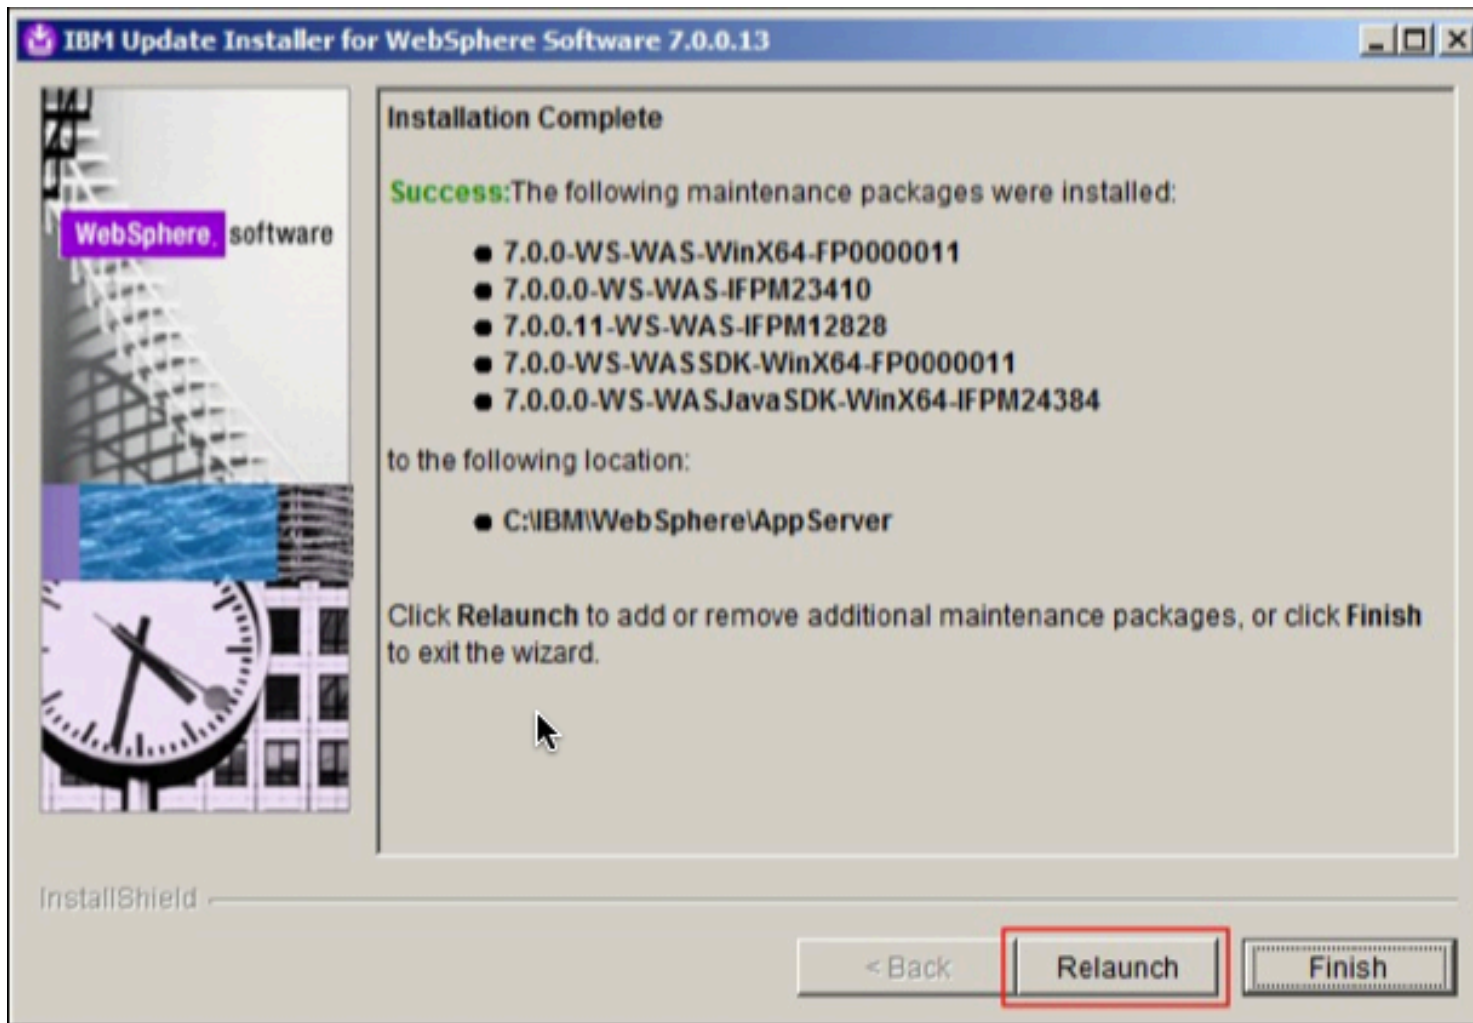 IBM Update Installer for WebSphere Software 7.0.0.13
WebSphere. software
Installation Complete
Success:The following maintenance packages were installed:
7.0.0-WS-WAS-WinX64-FP0000011
7.0.0.0-WS-WAS-IFPM23410
7.0.0.11-WS-WAS-IFPM12828
7.0.0-WS-WASSDK-WinX64-FP0000011
7.0.0.0-WS-WASJavaSDK-WinX64-IFPM24384
to the following location:
C:\IBM\WebSphere\AppServer
Click Relaunch to add or remove additional maintenance packages, or click Finish
to exit the wizard.
InstallShield
< Back Relaunch Finish